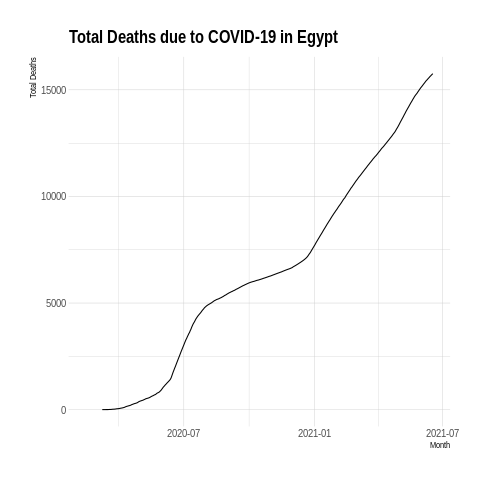 Total Deaths due to COVID-19 in Egypt
Total Deaths
15000
10000
5000
0
2020-07
2021-01
2021-07
Month